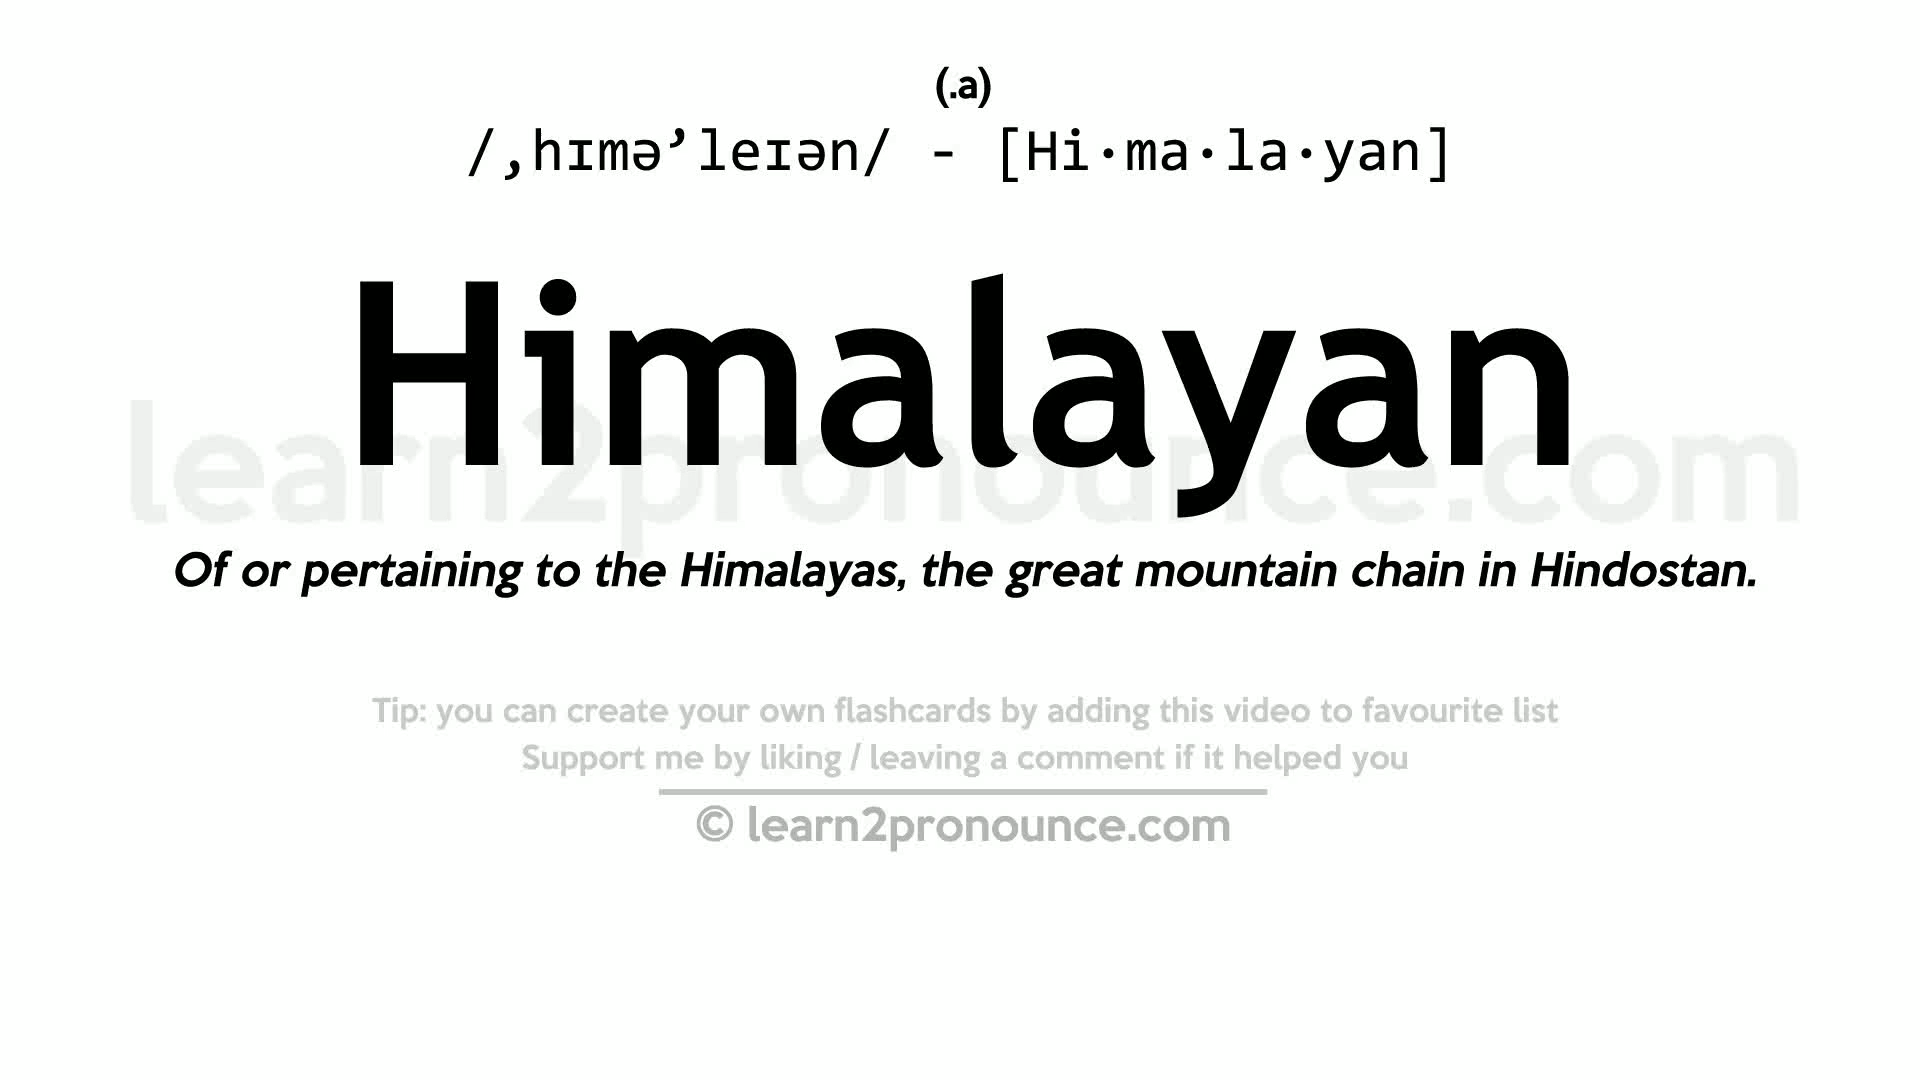 (.a)
/,hɪmə’leɪən/ - [Hi·ma·la·yan]
Himalayan
learn2pronounce.com
Of or pertaining to the Himalayas, the great mountain chain in Hindostan.
Tip: you can create your own flashcards by adding this video to favourite list
Support me by liking / leaving a comment if it helped you
© learn2pronounce.com